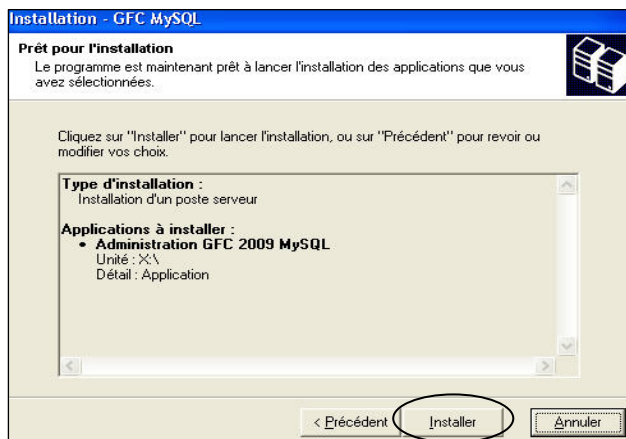 Installation - GFC MySQL
Prêt pour l'installation
Le programme est maintenant prêt à lancer l'installation des applications que vous
avez sélectionnées.
Cliquez sur "Installer" pour lancer l'installation, ou sur "Précédent" pour revoir ou
modifier vos choix.
Type d'installation :
Installation d'un poste serveur
Applications à installer :
• Administration GFC 2009 MySQL
Unité : X:\
Détail : Application
< Précédent
Installer
Annuler